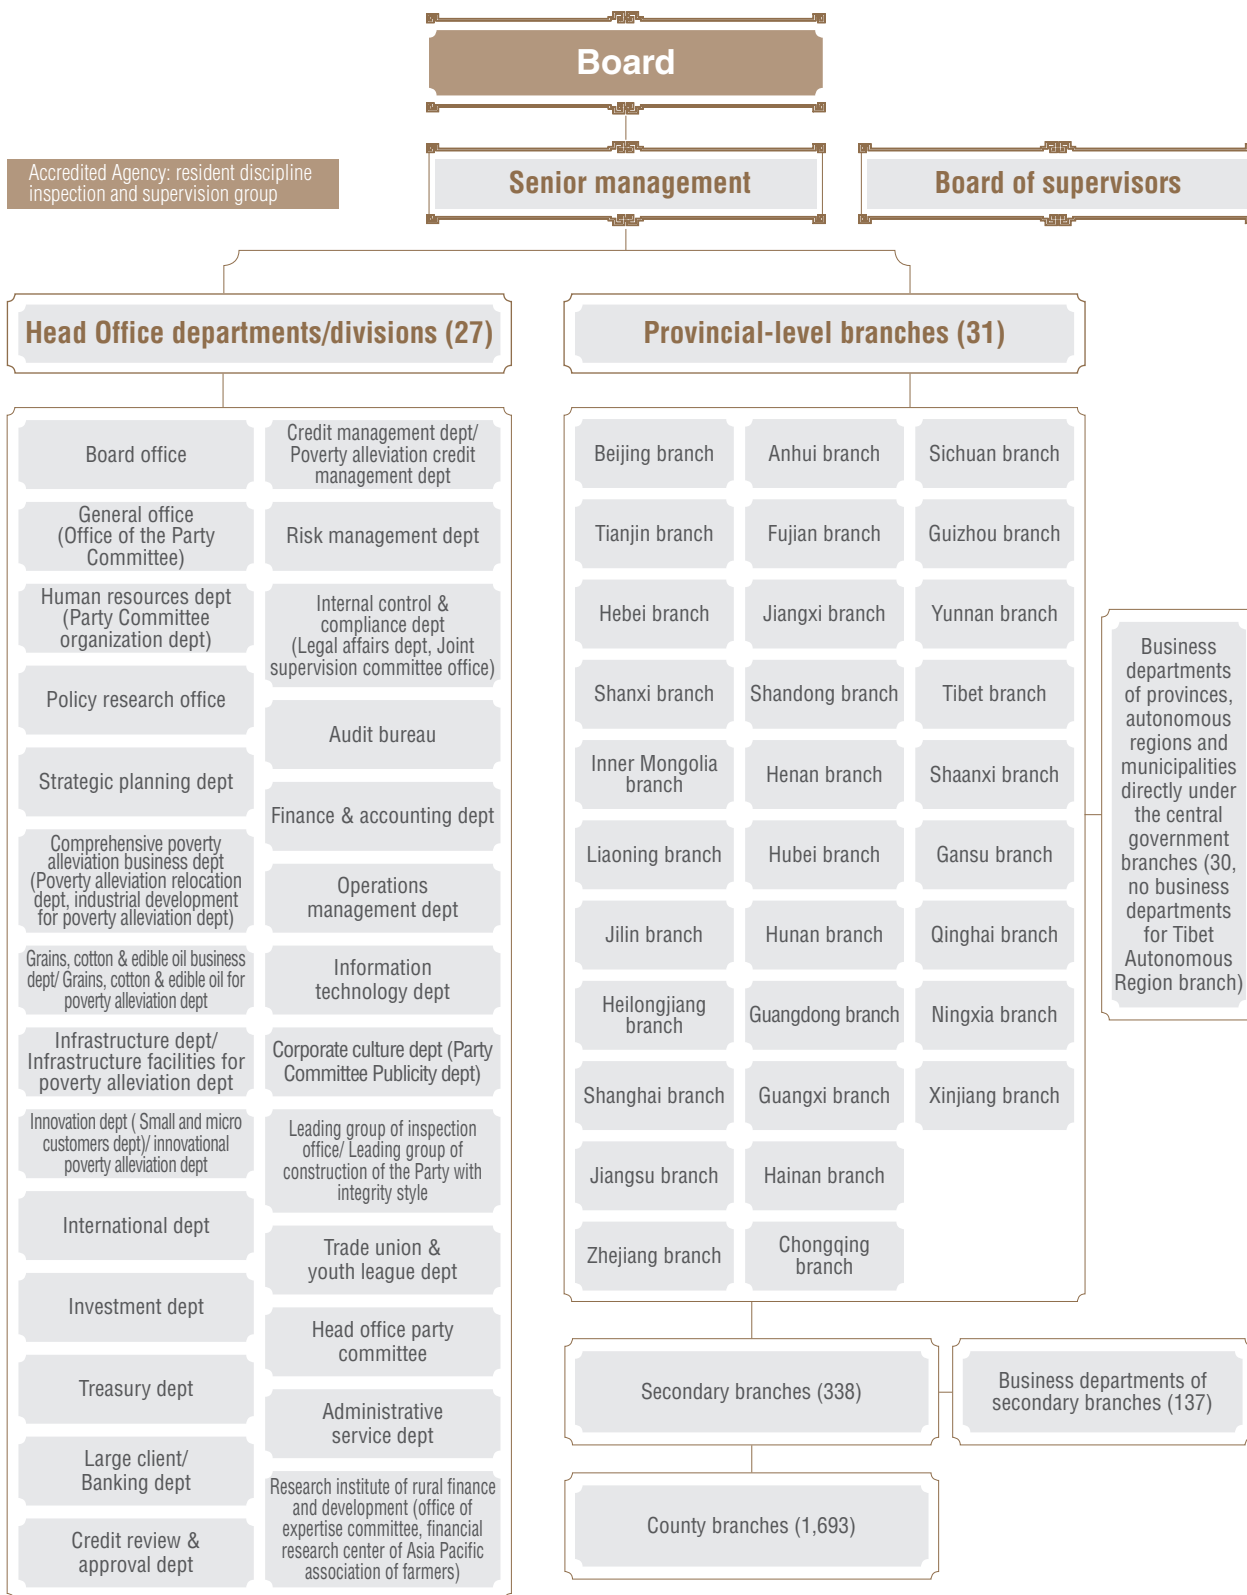 Board
Accredited Agency: resident discipline
inspection and supervision group
Senior management
Board of supervisors
Head Office departments/divisions (27)
Board office
General office
(Office of the Party
Committee)
Human resources dept
(Party Committee
organization dept)
Policy research office
Strategic planning dept
Comprehensive poverty
alleviation business dept
(Poverty alleviation relocation
dept, industrial development
for poverty alleviation dept)
Grains, cotton & edible oil business
dept/ Grains, cotton & edible oil for
poverty alleviation dept
Infrastructure dept/
Infrastructure facilities for
poverty alleviation dept
Innovation dept ( Small and micro
customers dept)/ innovational
poverty alleviation dept
International dept
Investment dept
Treasury dept
Large client/
Banking dept
Credit review &
approval dept
Credit management dept/
Poverty alleviation credit
management dept
Risk management dept
Internal control &
compliance dept
(Legal affairs dept, Joint
supervision committee office)
Audit bureau
Finance & accounting dept
Operations
management dept
Information
technology dept
Corporate culture dept (Party
Committee Publicity dept)
Leading group of inspection
office/ Leading group of
construction of the Party with
integrity style
Trade union &
youth league dept
Head office party
committee
Administrative
service dept
Research institute of rural finance
and development (office of
expertise committee, financial
research center of Asia Pacific
association of farmers)
Provincial-level branches (31)
Beijing branch
Tianjin branch
Hebei branch
Shanxi branch
Inner Mongolia
branch
Liaoning branch
Jilin branch
Heilongjiang
branch
Shanghai branch
Jiangsu branch
Zhejiang branch
Anhui branch
Fujian branch
Jiangxi branch
Shandong branch
Henan branch
Hubei branch
Hunan branch
Guangdong branch
Guangxi branch
Hainan branch
Chongqing
branch
Sichuan branch
Guizhou branch
Yunnan branch
Tibet branch
Shaanxi branch
Gansu branch
Qinghai branch
Ningxia branch
Xinjiang branch
Business
departments
of provinces,
autonomous
regions and
municipalities
directly under
the central
government
branches (30,
no business
departments
for Tibet
Autonomous
Region branch)
Secondary branches (338)
Business departments of
secondary branches (137)
County branches (1,693)